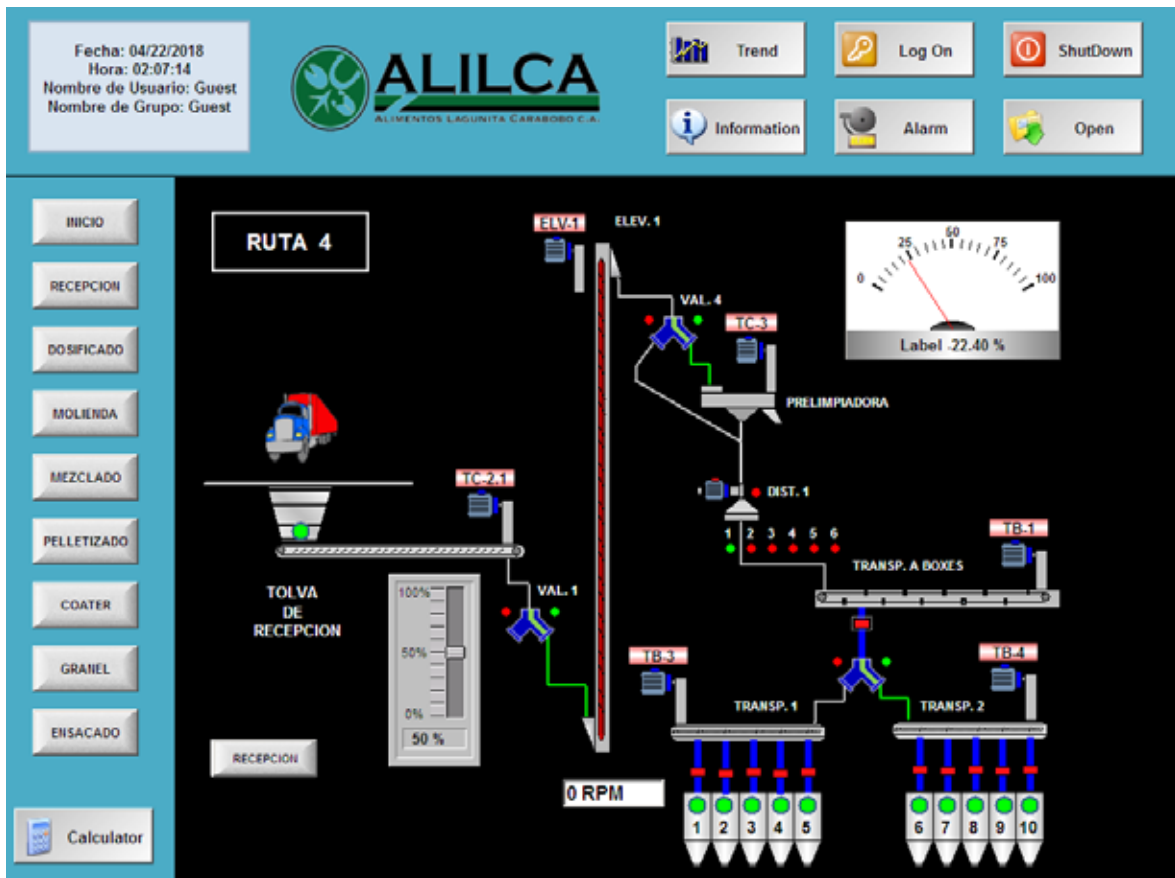 Fecha: 04/22/2018
Hora: 02:07:14
Nombre de Usuario: Guest
Nombre de Grupo: Guest
ALILCA
ALIMENTOS LAGUNITA CARABOBO C.A.
Trend
Log On
ShutDown
Information
Alarm
Open
INICIO
RECEPCION
DOSIFICADO
MOLIENDA
MEZCLADO
PELLETIZADO
COATER
GRANEL
ENSACADO
Calculator
RUTA 4
ELV-1
ELEV. 1
VAL. 4
TC-3
PRELIMPIADORA
0 25 50 75 100
Label -22.40 %
TC-2.1
DIST. 1
1 2 3 4 5 6
TB-1
TRANSP. A BOXES
TOLVA
DE
RECEPCION
100%
50%
0%
50 %
VAL. 1
RECEPCION
0 RPM
TB-3
TRANSP. 1
TB-4
TRANSP. 2
1 2 3 4 5
6 7 8 9 10